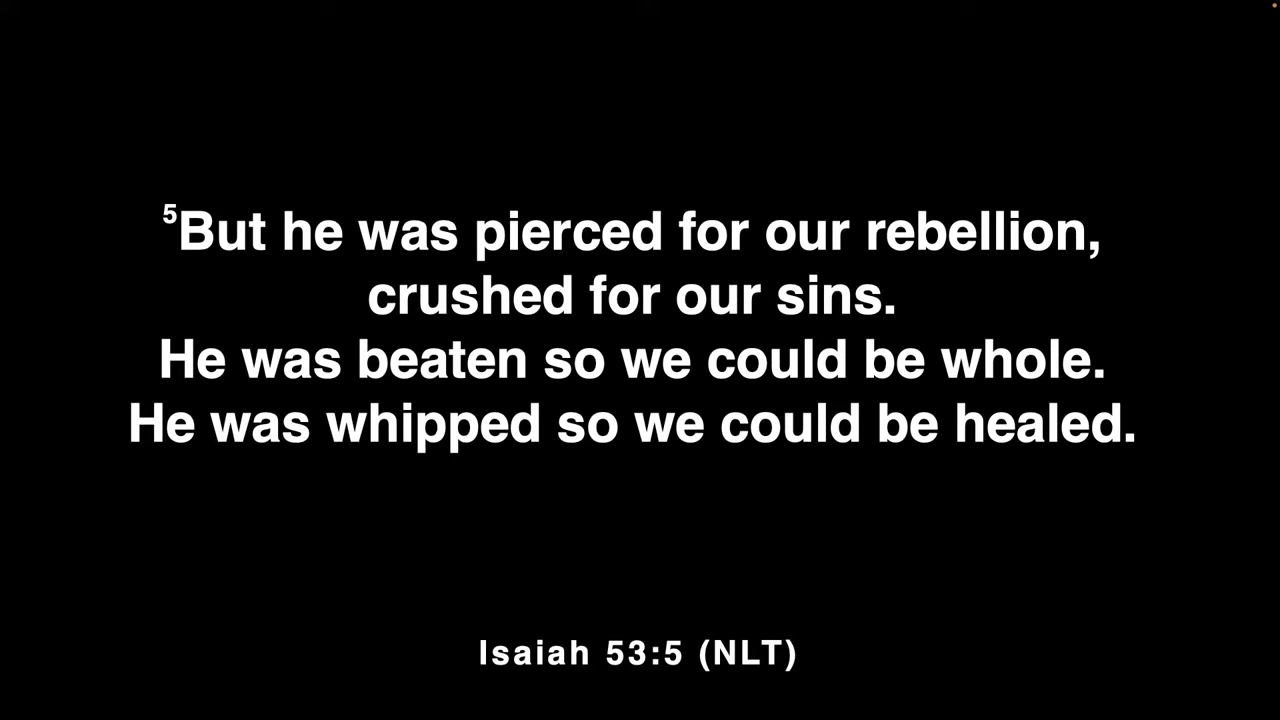 ⁵But he was pierced for our rebellion,
crushed for our sins.
He was beaten so we could be whole.
He was whipped so we could be healed.
Isaiah 53:5 (NLT)